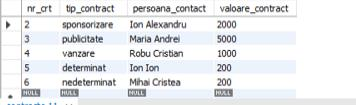 nr_crt tip_contract persoana_contact valoare_contract
2 sponsorizare Ion Alexandru 2000
3 publicitate Maria Andrei 5000
4 vanzare Robu Cristian 1000
5 determinat Ion Ion 200
6 nedeterminat Mihai Cristea 200
NULL NULL NULL NULL